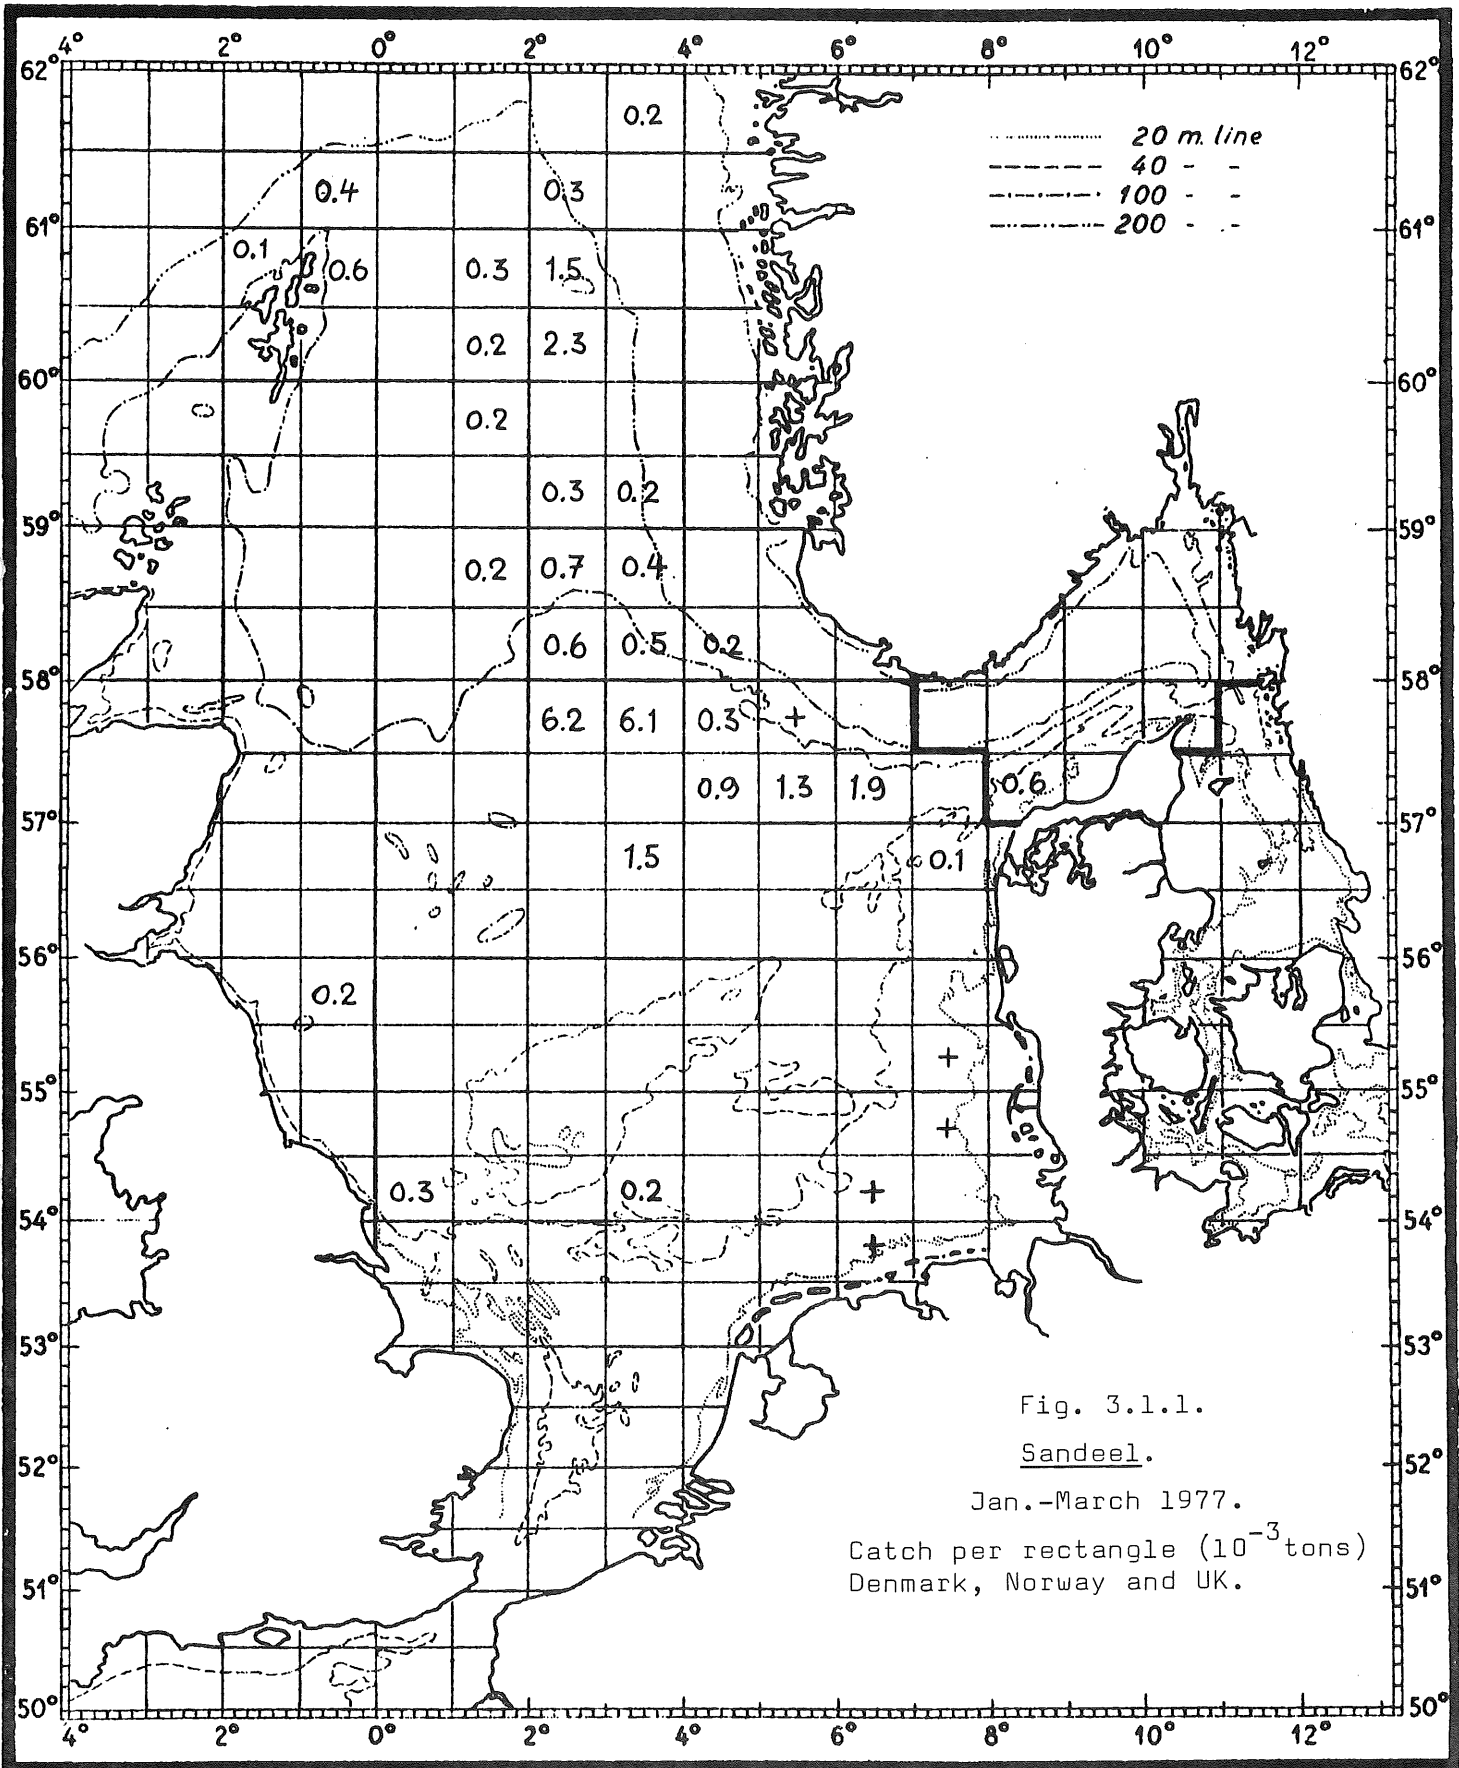 4° 2° 0° 2° 4° 6° 8° 10° 12°
62° 62°
0.2
20 m. line
40 - -
100 - -
200 - -
0.4 0.3
61° 61°
0.1
0.6 0.3 1.5
0.2 2.3
60° 60°
0.2
0.3 0.2
59° 59°
0.2 0.7 0.4
0.6 0.5 0.2
58° 58°
6.2 6.1 0.3 +
0.9 1.3 1.9 0.6
57° 57°
1.5 0.1
56° 56°
0.2
+
55° 55°
+
0.3 0.2 +
54° 54°
+
53° 53°
Fig. 3.1.1.
Sandeel.
52° 52°
Jan.-March 1977.
Catch per rectangle (10⁻³tons)
Denmark, Norway and UK.
51° 51°
50° 50°
4° 2° 0° 2° 4° 6° 8° 10° 12°